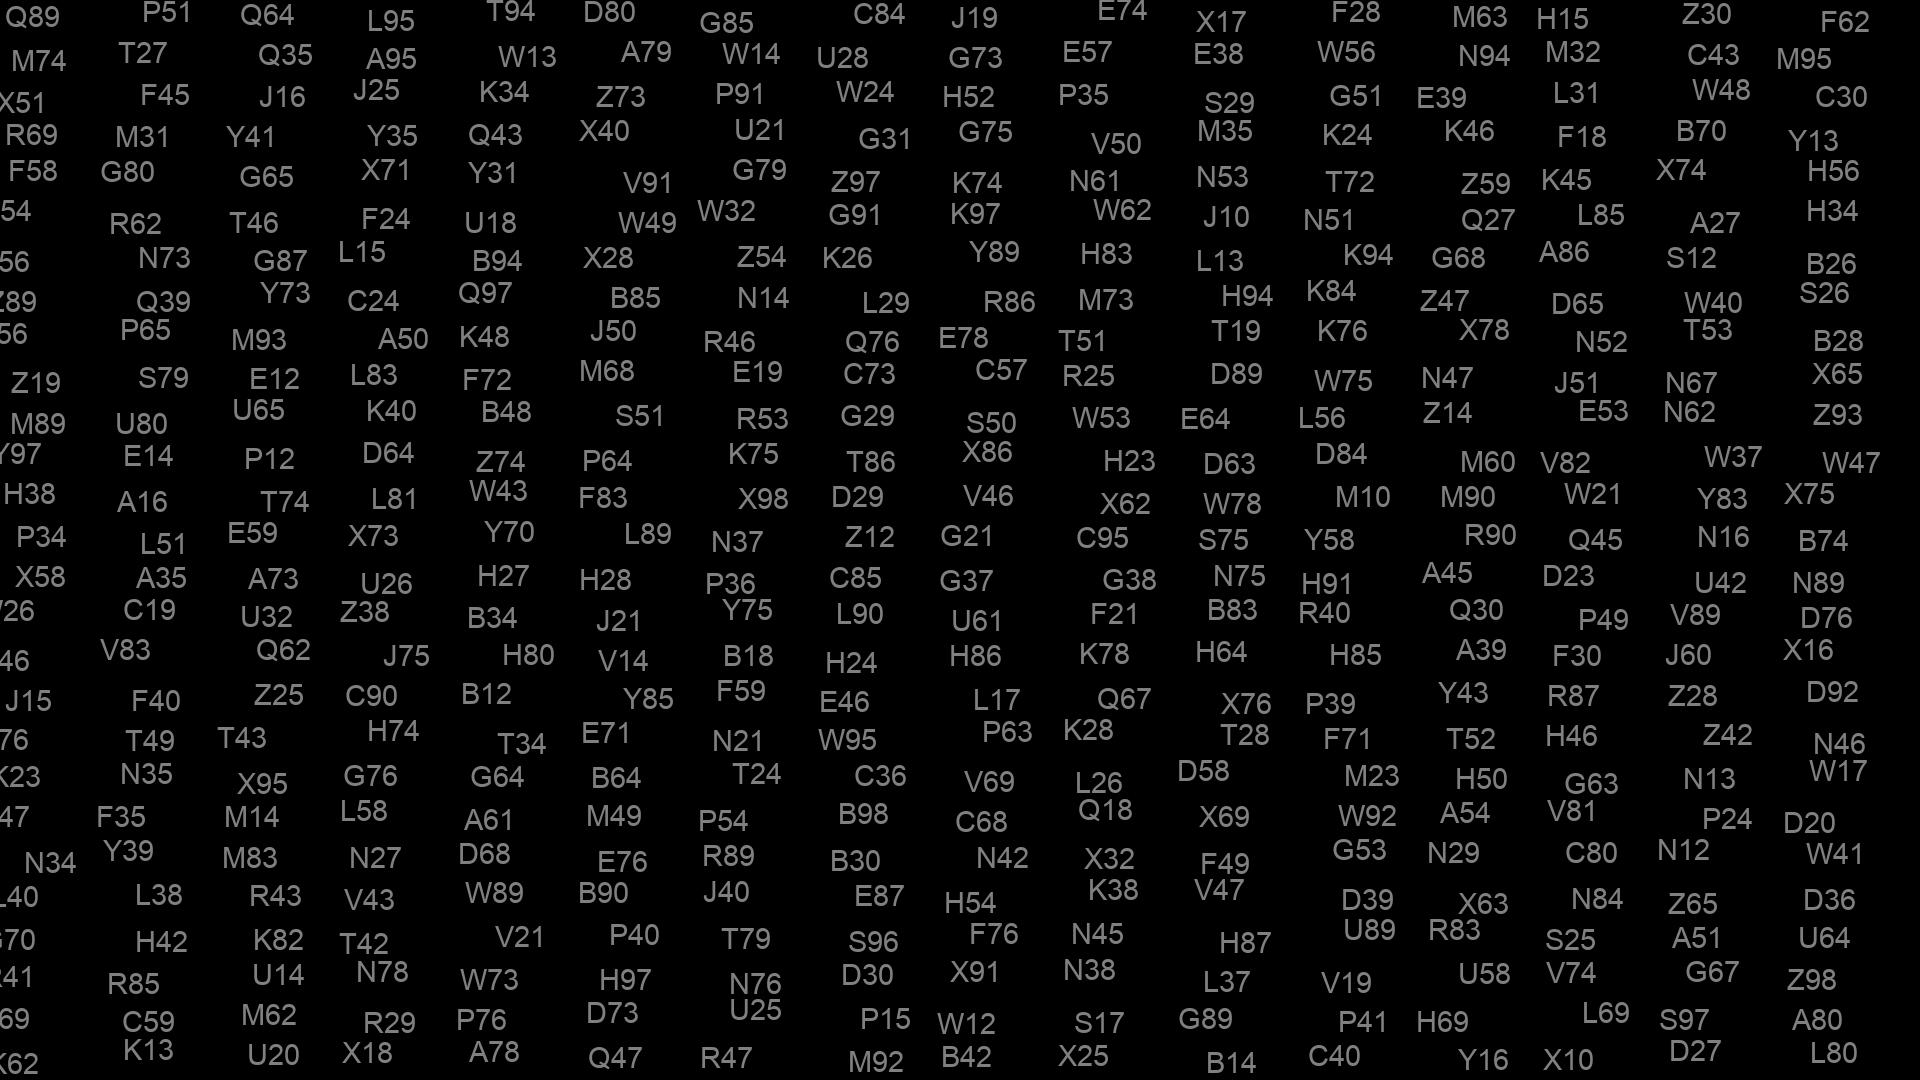 Q89 P51 Q64 L95 T94 D80 G85 C84 J19 E74 X17 F28 M63 H15 Z30 F62
M74 T27 Q35 A95 W13 A79 W14 U28 G73 E57 E38 W56 N94 M32 C43 M95
X51 F45 J16 J25 K34 Z73 P91 W24 H52 P35 S29 G51 E39 L31 W48 C30
R69 M31 Y41 Y35 Q43 X40 U21 G31 G75 V50 M35 K24 K46 F18 B70 Y13
F58 G80 G65 X71 Y31 V91 G79 Z97 K74 N61 N53 T72 Z59 K45 X74 H56
54 R62 T46 F24 U18 W49 W32 G91 K97 W62 J10 N51 Q27 L85 A27 H34
56 N73 G87 L15 B94 X28 Z54 K26 Y89 H83 L13 K94 G68 A86 S12 B26
Z89 Q39 Y73 C24 Q97 B85 N14 L29 R86 M73 H94 K84 Z47 D65 W40 S26
56 P65 M93 A50 K48 J50 R46 Q76 E78 T51 T19 K76 X78 N52 T53 B28
Z19 S79 E12 L83 F72 M68 E19 C73 C57 R25 D89 W75 N47 J51 N67 X65
M89 U80 U65 K40 B48 S51 R53 G29 S50 W53 E64 L56 Z14 E53 N62 Z93
Y97 E14 P12 D64 Z74 P64 K75 T86 X86 H23 D63 D84 M60 V82 W37 W47
H38 A16 T74 L81 W43 F83 X98 D29 V46 X62 W78 M10 M90 W21 Y83 X75
P34 L51 E59 X73 Y70 L89 N37 Z12 G21 C95 S75 Y58 R90 Q45 N16 B74
X58 A35 A73 U26 H27 H28 P36 C85 G37 G38 N75 H91 A45 D23 U42 N89
26 C19 U32 Z38 B34 J21 Y75 L90 U61 F21 B83 R40 Q30 P49 V89 D76
46 V83 Q62 J75 H80 V14 B18 H24 H86 K78 H64 H85 A39 F30 J60 X16
J15 F40 Z25 C90 B12 Y85 F59 E46 L17 Q67 X76 P39 Y43 R87 Z28 D92
76 T49 T43 H74 T34 E71 N21 W95 P63 K28 T28 F71 T52 H46 Z42 N46
K23 N35 X95 G76 G64 B64 T24 C36 V69 L26 D58 M23 H50 G63 N13 W17
47 F35 M14 L58 A61 M49 P54 B98 C68 Q18 X69 W92 A54 V81 P24 D20
N34 Y39 M83 N27 D68 E76 R89 B30 N42 X32 F49 G53 N29 C80 N12 W41
L40 L38 R43 V43 W89 B90 J40 E87 H54 K38 V47 D39 X63 N84 Z65 D36
70 H42 K82 T42 V21 P40 T79 S96 F76 N45 H87 U89 R83 S25 A51 U64
41 R85 U14 N78 W73 H97 N76 D30 X91 N38 L37 V19 U58 V74 G67 Z98
69 C59 M62 R29 P76 D73 U25 P15 W12 S17 G89 P41 H69 L69 S97 A80
K62 K13 U20 X18 A78 Q47 R47 M92 B42 X25 B14 C40 Y16 X10 D27 L80